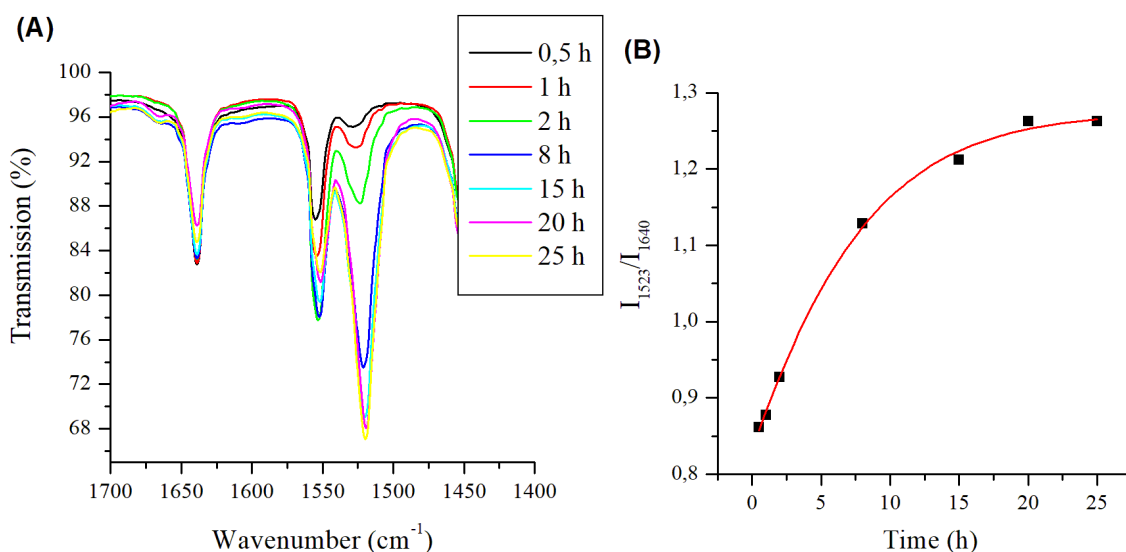 (A)
0,5 h
1 h
2 h
8 h
15 h
20 h
25 h
100
96
92
88
84
80
76
72
68
Transmission (%)
1700 1650 1600 1550 1500 1450 1400
Wavenumber (cm⁻¹)
(B)
1,3
1,2
1,1
1,0
0,9
0,8
I₁₅₂₃/I₁₆₄₀
0 5 10 15 20 25
Time (h)